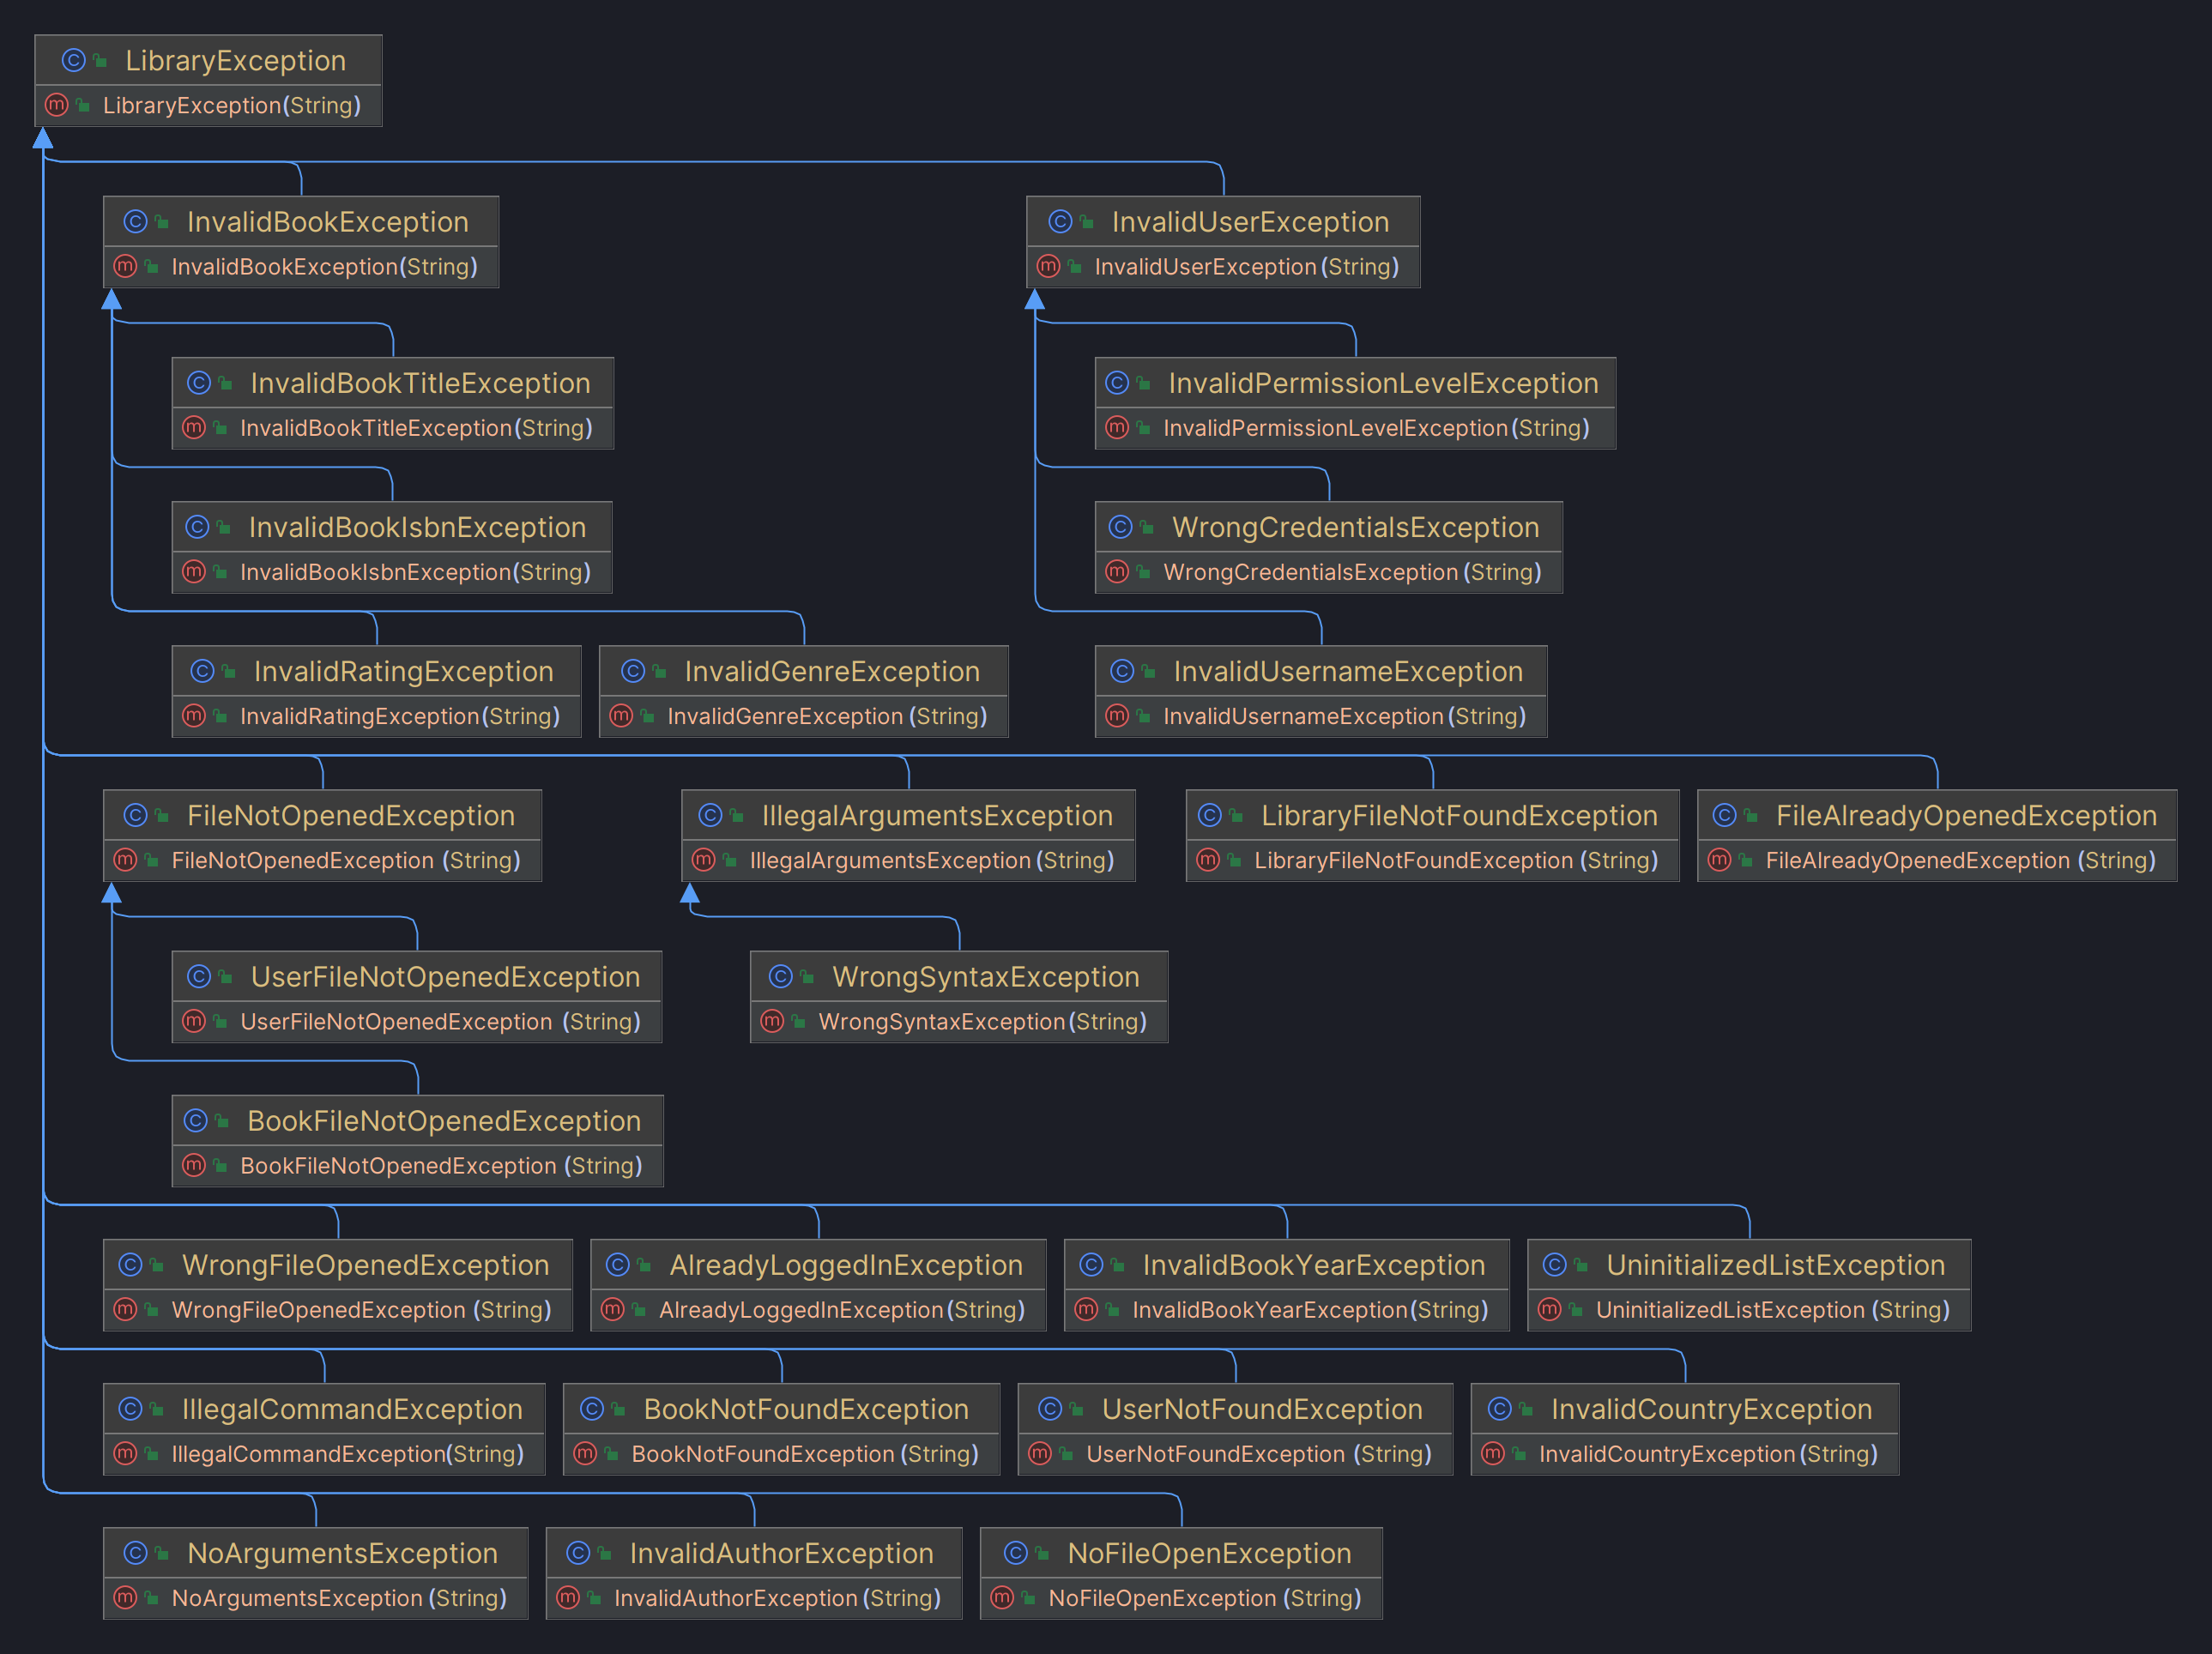 LibraryException
LibraryException(String)
InvalidBookException
InvalidBookException(String)
InvalidUserException
InvalidUserException(String)
InvalidBookTitleException
InvalidBookTitleException(String)
InvalidPermissionLevelException
InvalidPermissionLevelException(String)
InvalidBookIsbnException
InvalidBookIsbnException(String)
WrongCredentialsException
WrongCredentialsException(String)
InvalidRatingException
InvalidRatingException(String)
InvalidGenreException
InvalidGenreException(String)
InvalidUsernameException
InvalidUsernameException(String)
FileNotOpenedException
FileNotOpenedException(String)
IllegalArgumentsException
IllegalArgumentsException(String)
LibraryFileNotFoundException
LibraryFileNotFoundException(String)
FileAlreadyOpenedException
FileAlreadyOpenedException(String)
UserFileNotOpenedException
UserFileNotOpenedException(String)
WrongSyntaxException
WrongSyntaxException(String)
BookFileNotOpenedException
BookFileNotOpenedException(String)
WrongFileOpenedException
WrongFileOpenedException(String)
AlreadyLoggedInException
AlreadyLoggedInException(String)
InvalidBookYearException
InvalidBookYearException(String)
UninitializedListException
UninitializedListException(String)
IllegalCommandException
IllegalCommandException(String)
BookNotFoundException
BookNotFoundException(String)
UserNotFoundException
UserNotFoundException(String)
InvalidCountryException
InvalidCountryException(String)
NoArgumentsException
NoArgumentsException(String)
InvalidAuthorException
InvalidAuthorException(String)
NoFileOpenException
NoFileOpenException(String)